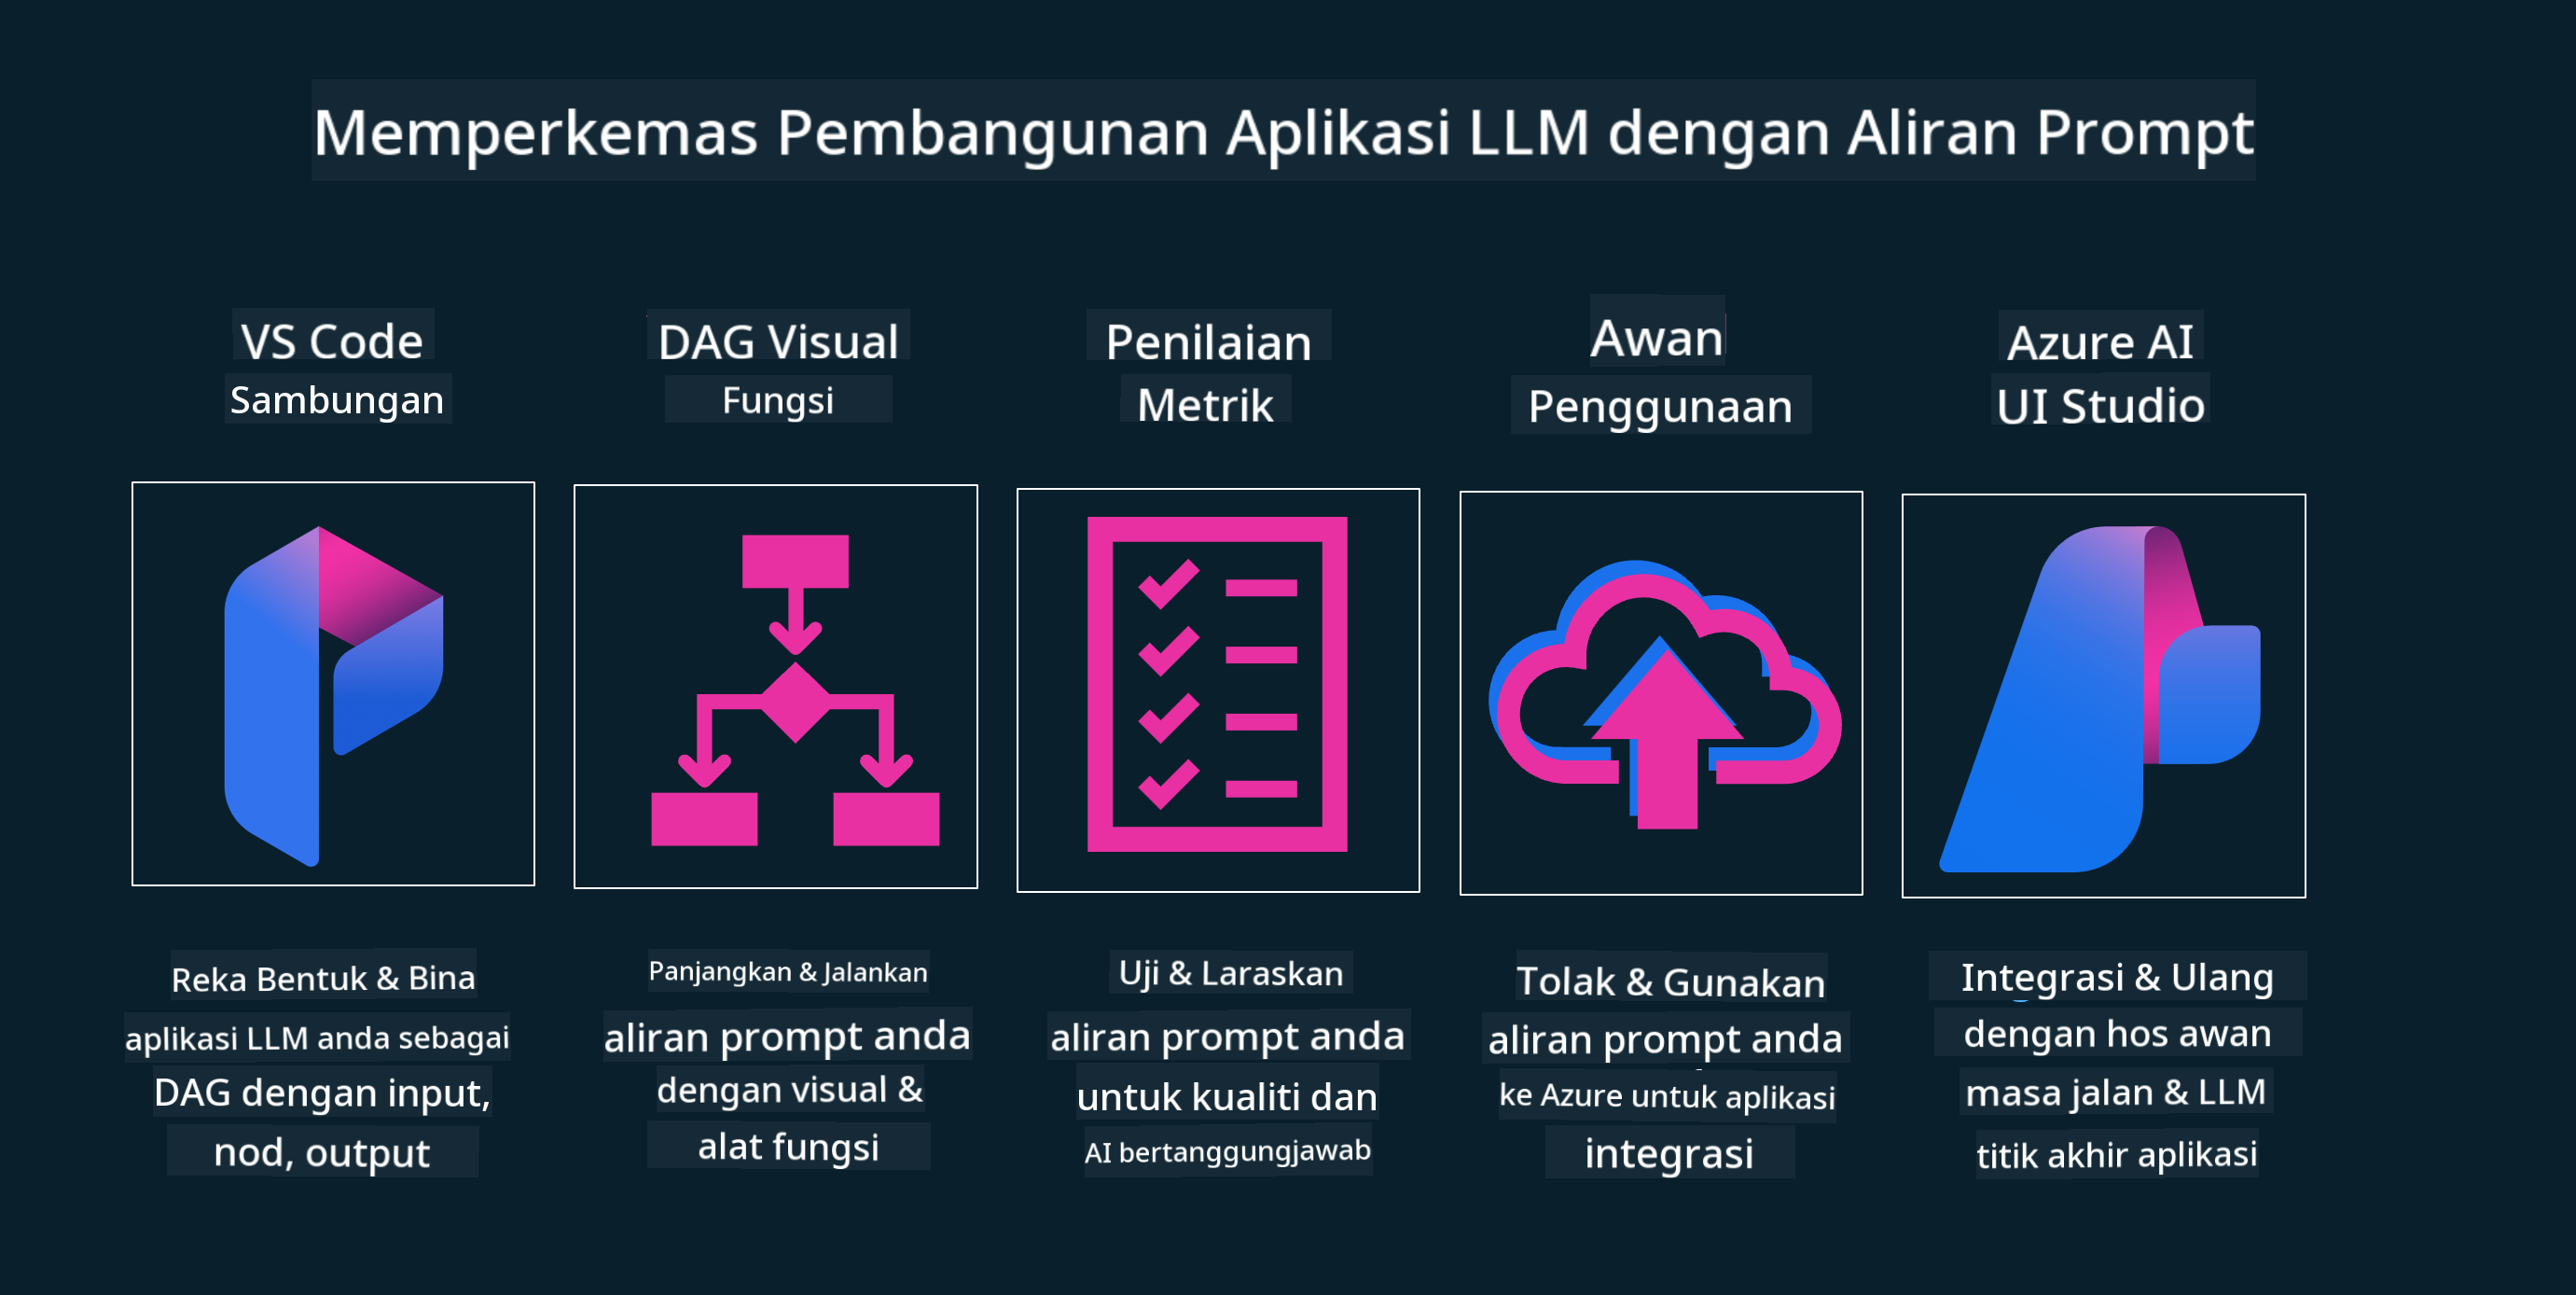 Memperkemas Pembangunan Aplikasi LLM dengan Aliran Prompt
VS Code
Sambungan
DAG Visual
Fungsi
Penilaian
Metrik
Awan
Penggunaan
Azure AI
UI Studio
Reka Bentuk & Bina
aplikasi LLM anda sebagai
DAG dengan input,
nod, output
Panjangkan & Jalankan
aliran prompt anda
dengan visual &
alat fungsi
Uji & Laraskan
aliran prompt anda
untuk kualiti dan
AI bertanggungjawab
Tolak & Gunakan
aliran prompt anda
ke Azure untuk aplikasi
integrasi
Integrasi & Ulang
dengan hos awan
masa jalan & LLM
titik akhir aplikasi